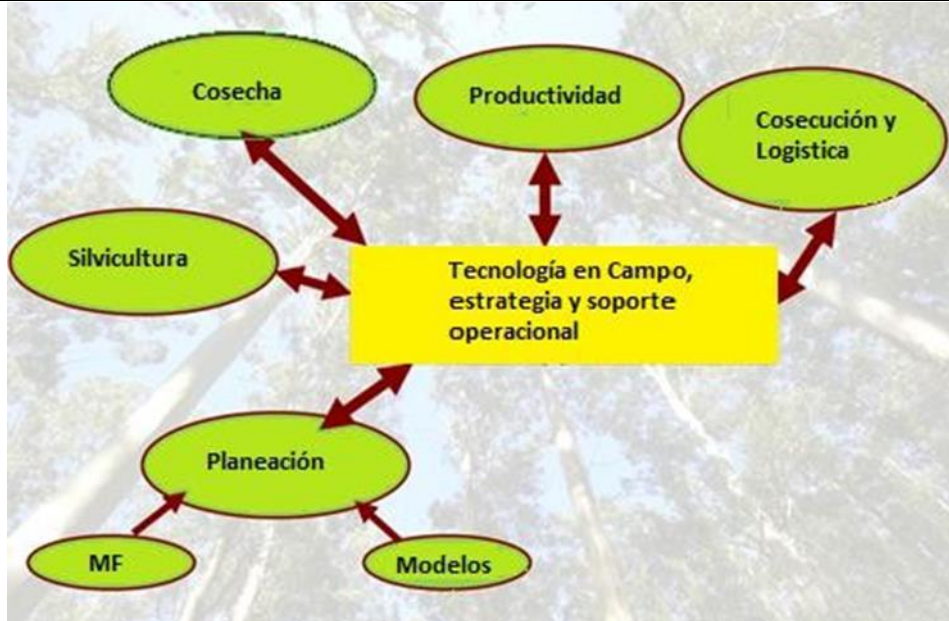 Cosecha
Productividad
Cosecución y
Logistica
Silvicultura
Tecnología en Campo,
estrategia y soporte
operacional
Planeación
MF
Modelos